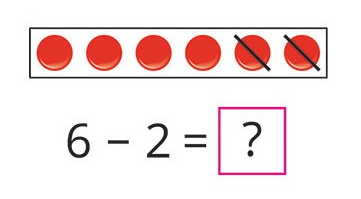 6 – 2 = ?